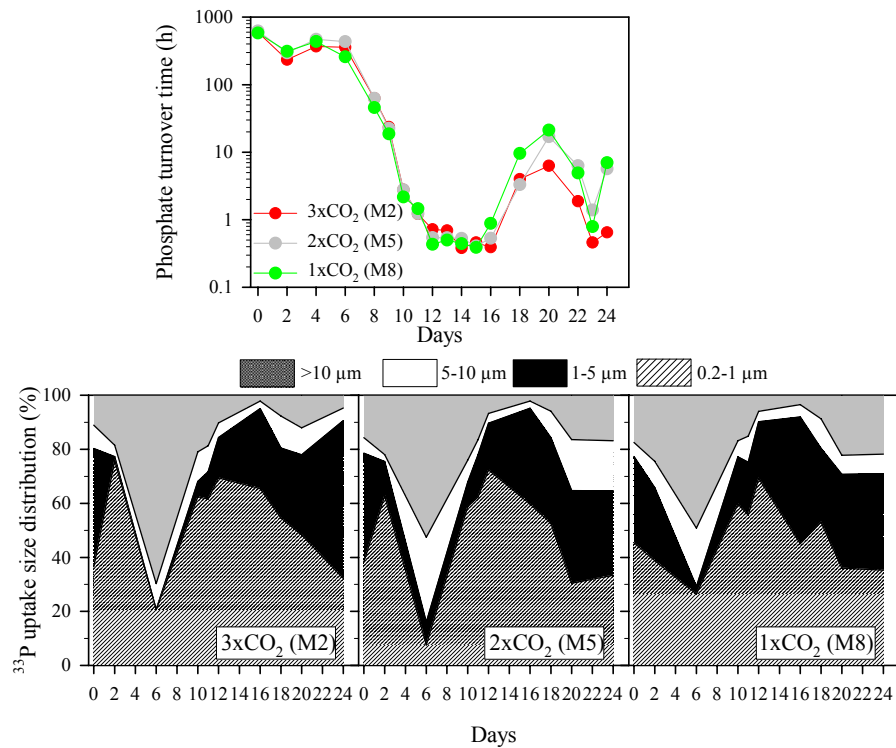 Phosphate turnover time (h)
1000
100
10
1
0.1
3xCO₂ (M2)
2xCO₂ (M5)
1xCO₂ (M8)
0 2 4 6 8 10 12 14 16 18 20 22 24
Days
>10 µm 5-10 µm 1-5 µm 0.2-1 µm
³³P uptake size distribution (%)
100
80
60
40
20
0
3xCO₂ (M2) 2xCO₂ (M5) 1xCO₂ (M8)
0 2 4 6 8 10 12 14 16 18 20 22 24 0 2 4 6 8 10 12 14 16 18 20 22 24 0 2 4 6 8 10 12 14 16 18 20 22 24
Days